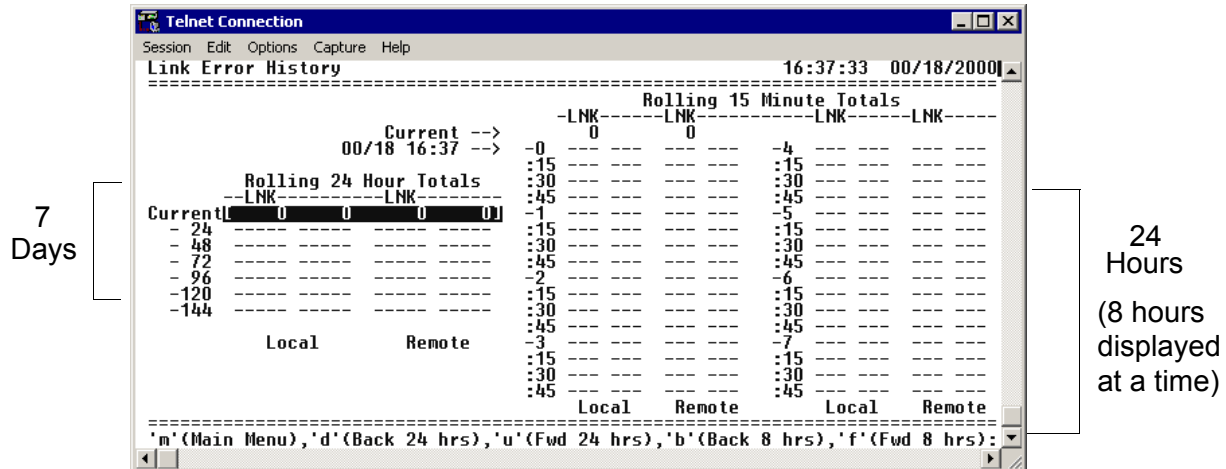 Telnet Connection
Session Edit Options Capture Help
Link Error History 16:37:33 00/18/2000
================================================================================
Rolling 15 Minute Totals
-LNK------LNK-----------LNK------LNK-----
Current --> 0 0
00/18 16:37 --> -0 --- --- --- --- -4 --- --- --- ---
:15 --- --- --- --- :15 --- --- --- ---
Rolling 24 Hour Totals :30 --- --- --- --- :30 --- --- --- ---
--LNK-----------LNK-------- :45 --- --- --- --- :45 --- --- --- ---
Current[ 0 0 0 0] -1 --- --- --- --- -5 --- --- --- ---
- 24 ----- ----- ----- ----- :15 --- --- --- --- :15 --- --- --- ---
- 48 ----- ----- ----- ----- :30 --- --- --- --- :30 --- --- --- ---
- 72 ----- ----- ----- ----- :45 --- --- --- --- :45 --- --- --- ---
- 96 ----- ----- ----- ----- -2 --- --- --- --- -6 --- --- --- ---
-120 ----- ----- ----- ----- :15 --- --- --- --- :15 --- --- --- ---
-144 ----- ----- ----- ----- :30 --- --- --- --- :30 --- --- --- ---
:45 --- --- --- --- :45 --- --- --- ---
Local Remote -3 --- --- --- --- -7 --- --- --- ---
:15 --- --- --- --- :15 --- --- --- ---
:30 --- --- --- --- :30 --- --- --- ---
:45 --- --- --- --- :45 --- --- --- ---
Local Remote Local Remote
================================================================================
'm'(Main Menu),'d'(Back 24 hrs),'u'(Fwd 24 hrs),'b'(Back 8 hrs),'f'(Fwd 8 hrs):
7
Days
24
Hours
(8 hours
displayed
at a time)